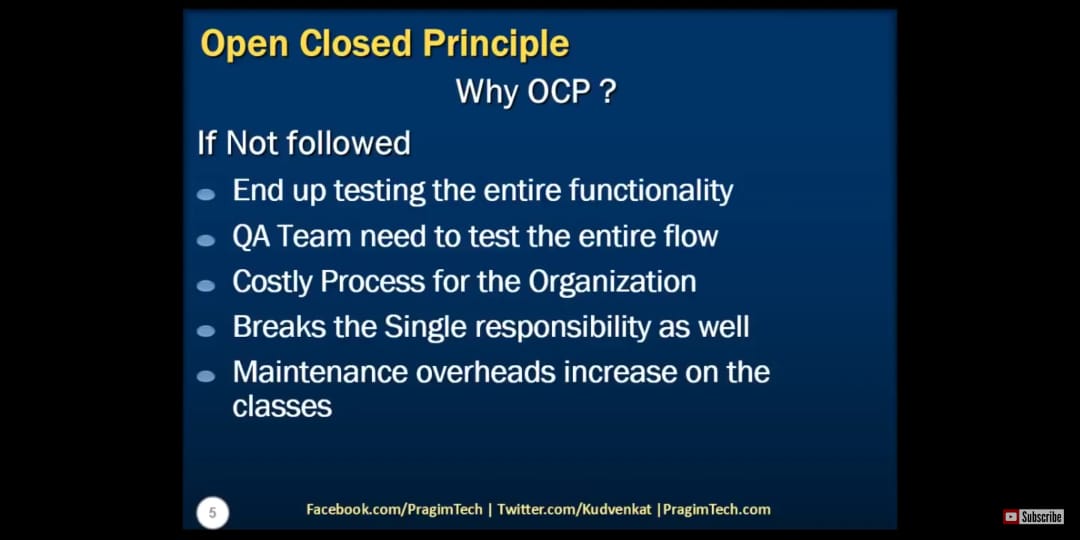 Open Closed Principle
Why OCP ?
If Not followed
End up testing the entire functionality
QA Team need to test the entire flow
Costly Process for the Organization
Breaks the Single responsibility as well
Maintenance overheads increase on the
classes
5
Facebook.com/PragimTech | Twitter.com/Kudvenkat |PragimTech.com
Subscribe